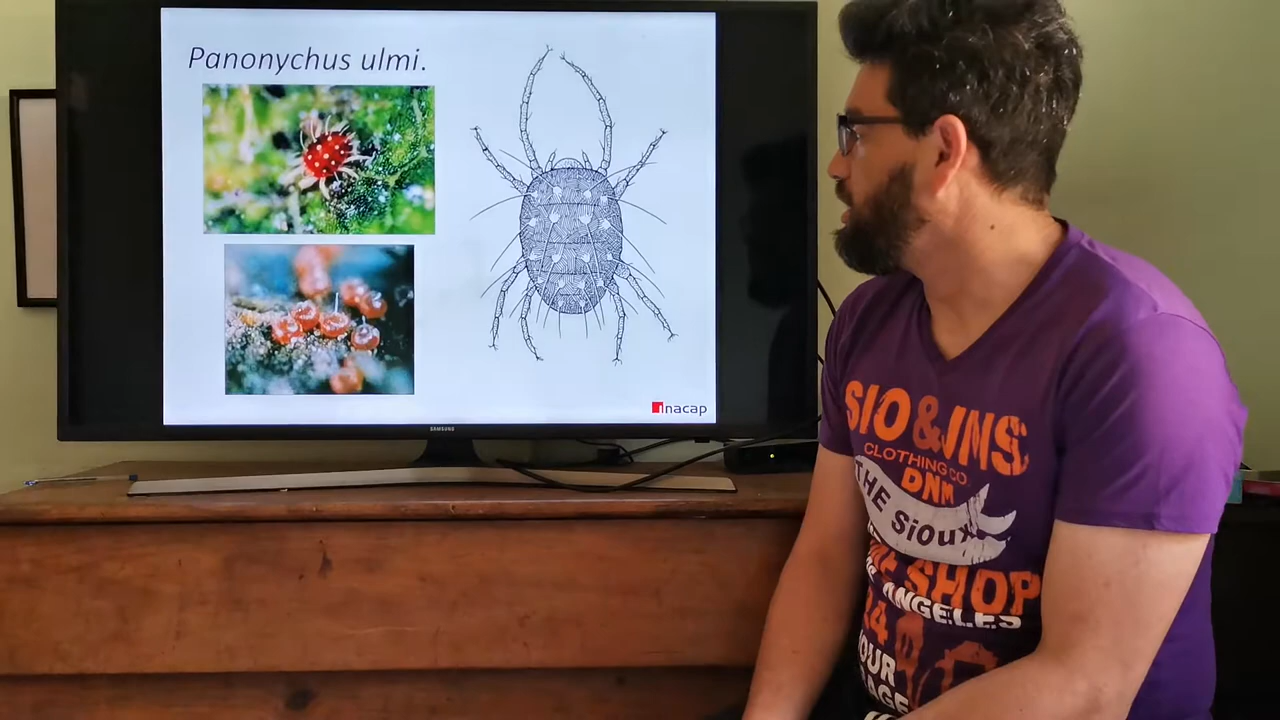 Panonychus ulmi.
inacap
SAMSUNG
SIO & JNS
CLOTHING CO.
DNM
THE Sioux
SHOP
ANGELES